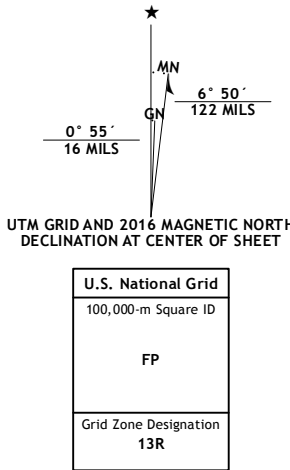 ★
MN
6° 50´
122 MILS
GN
0° 55´
16 MILS
UTM GRID AND 2016 MAGNETIC NORTH
DECLINATION AT CENTER OF SHEET
U.S. National Grid
100,000-m Square ID
FP
Grid Zone Designation
13R